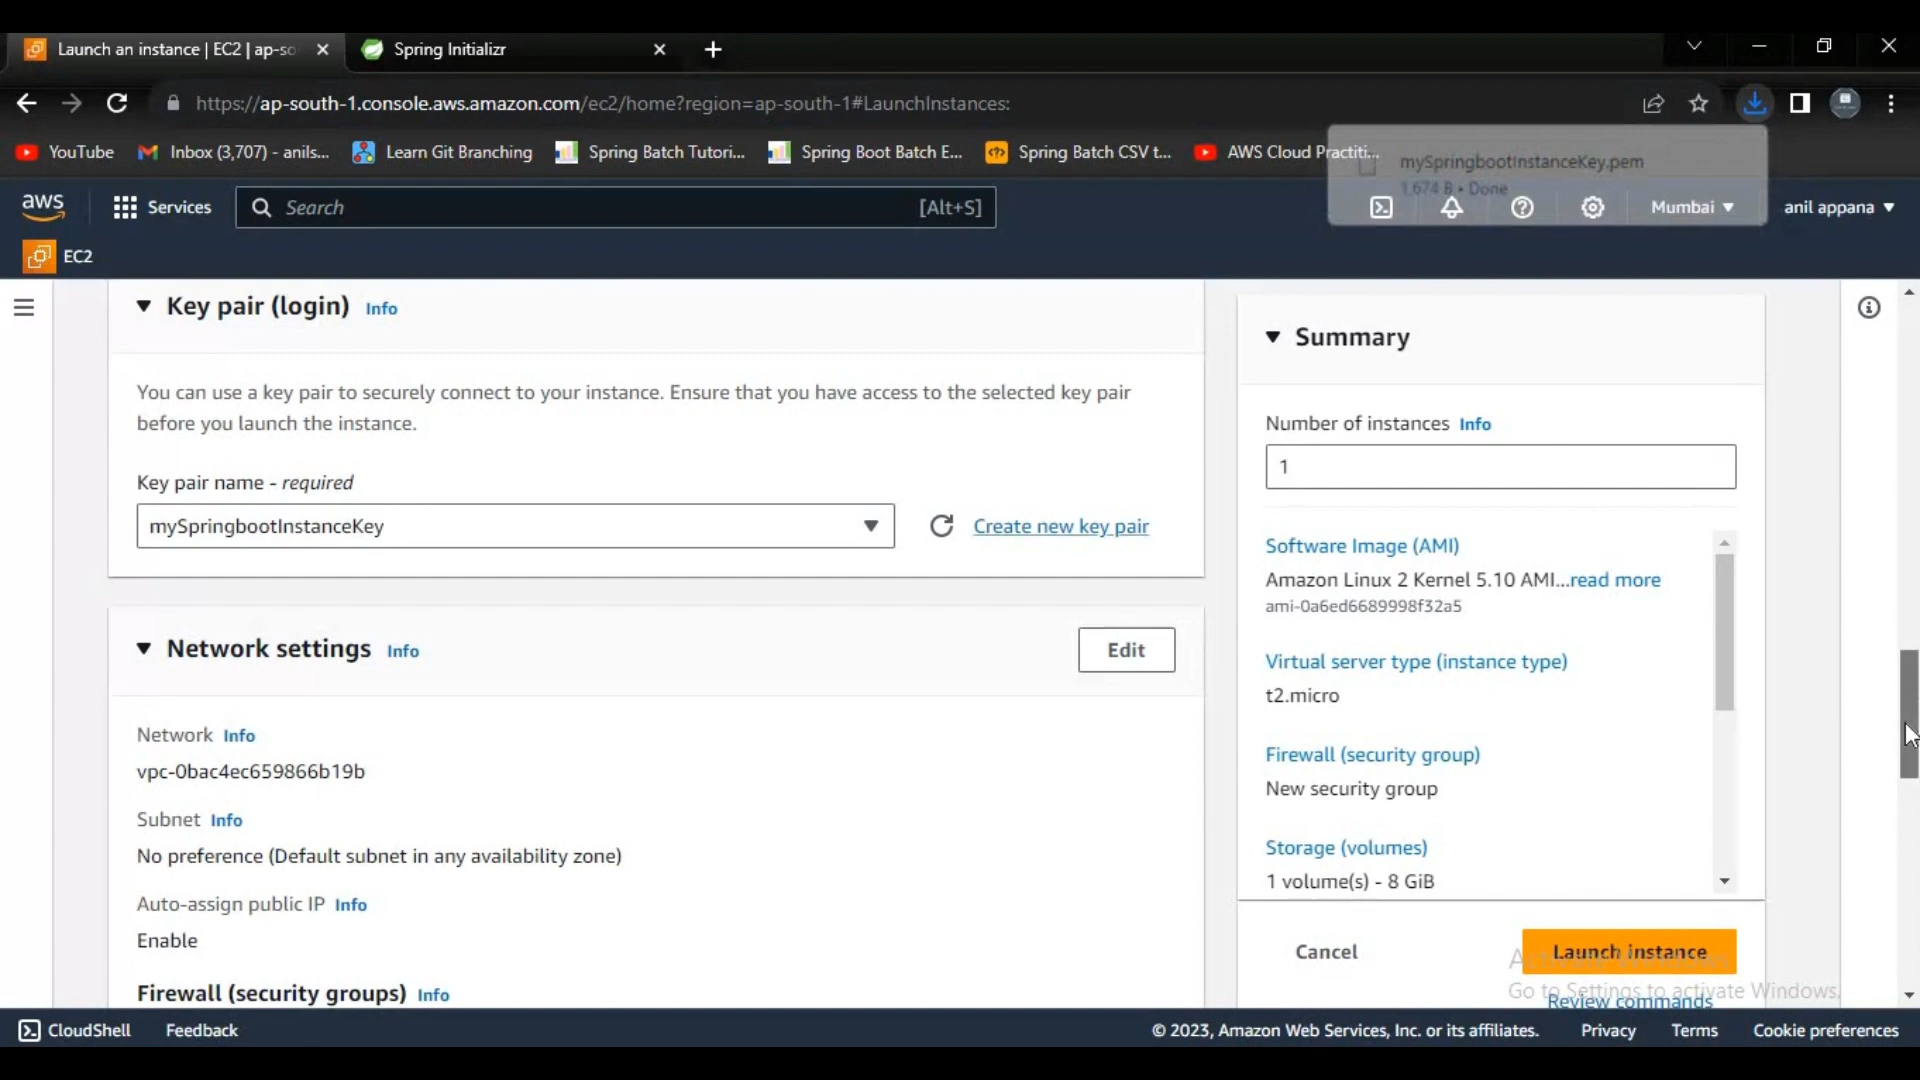 Launch an instance | EC2 | ap-so
Spring Initializr
https://ap-south-1.console.aws.amazon.com/ec2/home?region=ap-south-1#LaunchInstances:
YouTube
Inbox (3,707) - anils...
Learn Git Branching
Spring Batch Tutori...
Spring Boot Batch E...
Spring Batch CSV t...
AWS Cloud Practiti...
mySpringbootInstanceKey.pem
1,674 B • Done
aws
Services
Search
[Alt+S]
Mumbai
anil appana
EC2
Key pair (login) Info
You can use a key pair to securely connect to your instance. Ensure that you have access to the selected key pair
before you launch the instance.
Key pair name - required
mySpringbootInstanceKey
Create new key pair
Network settings Info
Edit
Network Info
vpc-0bac4ec659866b19b
Subnet Info
No preference (Default subnet in any availability zone)
Auto-assign public IP Info
Enable
Firewall (security groups) Info
Summary
Number of instances Info
1
Software Image (AMI)
Amazon Linux 2 Kernel 5.10 AMI...read more
ami-0a6ed6689998f32a5
Virtual server type (instance type)
t2.micro
Firewall (security group)
New security group
Storage (volumes)
1 volume(s) - 8 GiB
Cancel
Launch instance
Go to Settings to activate Windows.
Review commands
CloudShell
Feedback
© 2023, Amazon Web Services, Inc. or its affiliates.
Privacy
Terms
Cookie preferences